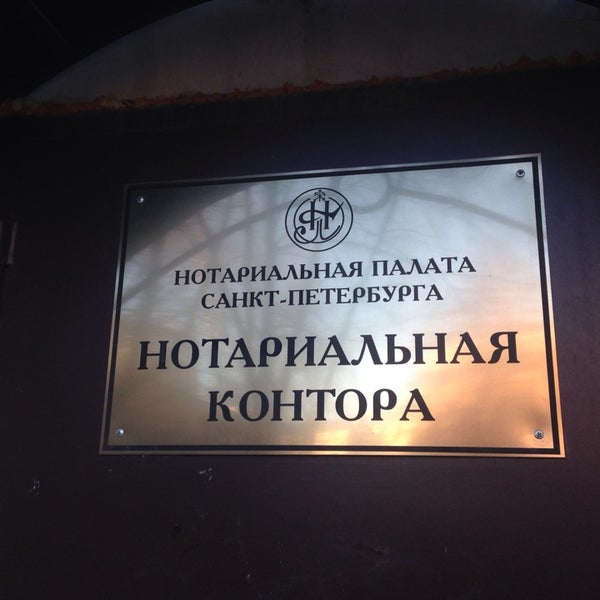 НОТАРИАЛЬНАЯ ПАЛАТА
САНКТ-ПЕТЕРБУРГА
НОТАРИАЛЬНАЯ
КОНТОРА